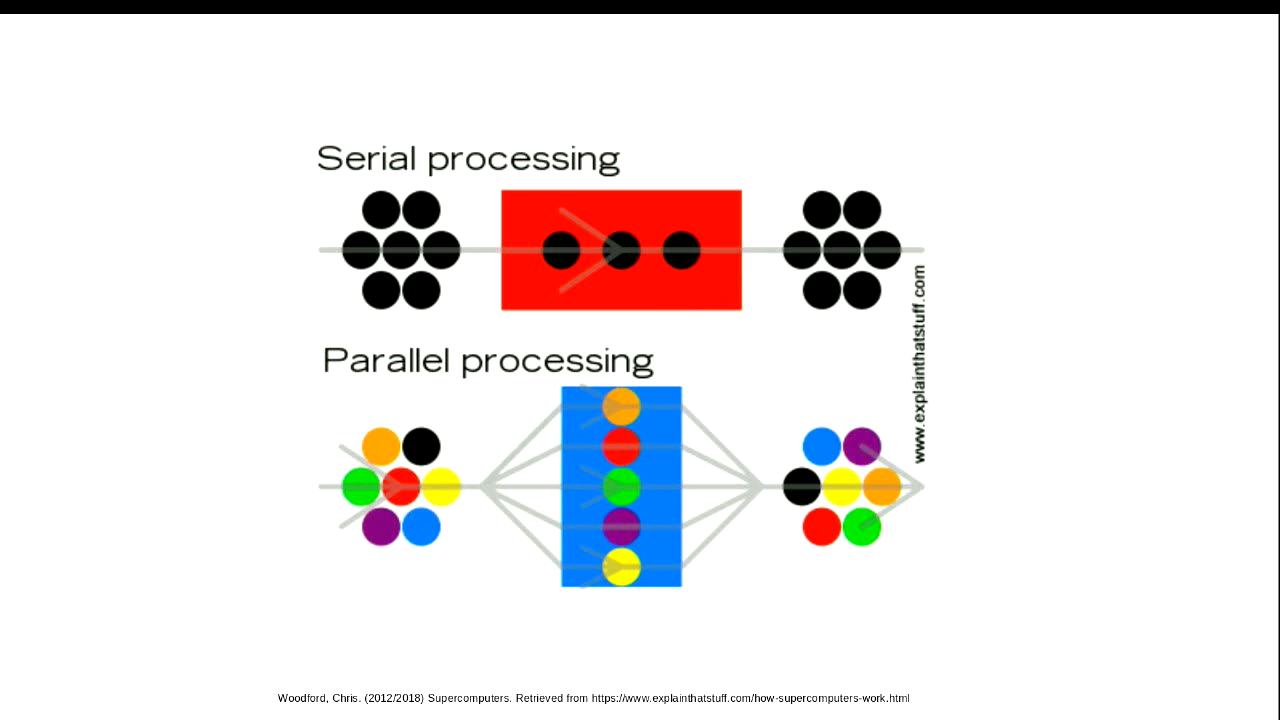 Serial processing
www.explainthatstuff.com
Parallel processing
Woodford, Chris. (2012/2018) Supercomputers. Retrieved from https://www.explainthatstuff.com/how-supercomputers-work.html